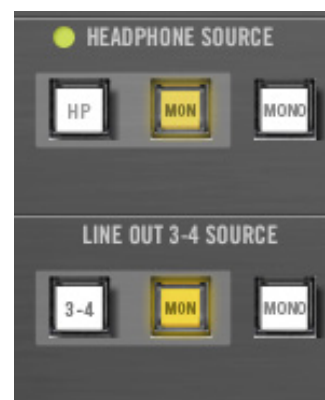 HEADPHONE SOURCE
HP MON MONO
LINE OUT 3-4 SOURCE
3-4 MON MONO